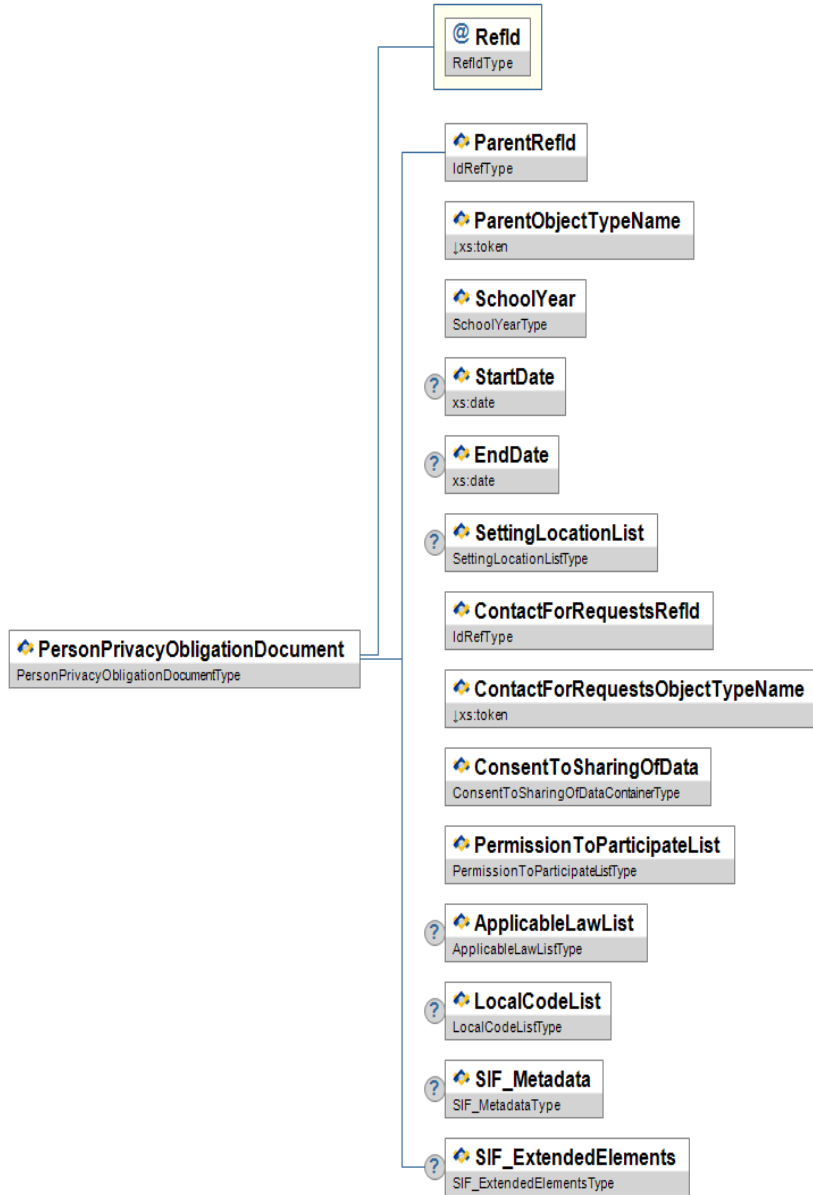 @ RefId
RefIdType
ParentRefId
IdRefType
ParentObjectTypeName
↓xs:token
SchoolYear
SchoolYearType
? StartDate
xs:date
? EndDate
xs:date
? SettingLocationList
SettingLocationListType
ContactForRequestsRefId
IdRefType
PersonPrivacyObligationDocument
PersonPrivacyObligationDocumentType
ContactForRequestsObjectTypeName
↓xs:token
ConsentToSharingOfData
ConsentToSharingOfDataContainerType
PermissionToParticipateList
PermissionToParticipateListType
? ApplicableLawList
ApplicableLawListType
? LocalCodeList
LocalCodeListType
? SIF_Metadata
SIF_MetadataType
? SIF_ExtendedElements
SIF_ExtendedElementsType